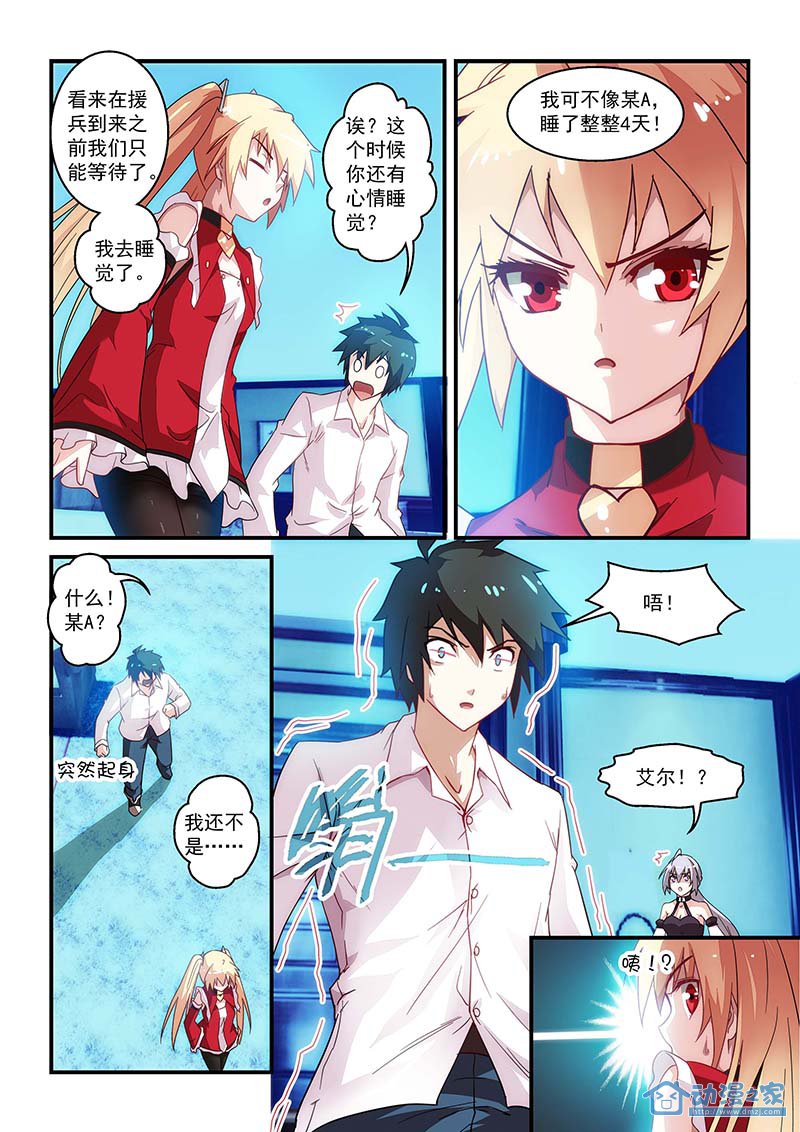 看来在援
兵到来之
前我们只
能等待了。
我去睡
觉了。
诶？这
个时候
你还有
心情睡
觉？
我可不像某A，
睡了整整4天！
什么！
某A？
突然起身
我还不
是……
唔！
艾尔！？
咦！？
动漫之家
http://www.dmzj.com